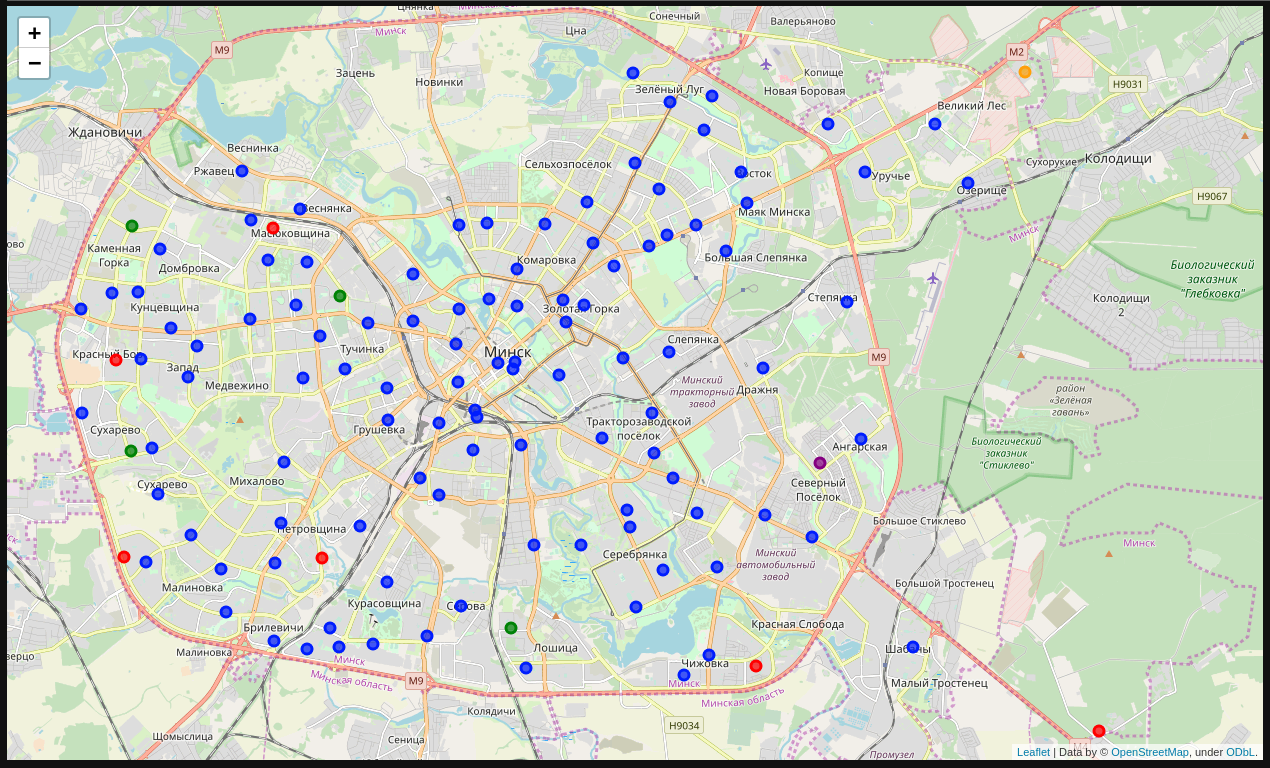 Цнянка
Минская об
Сонечный
Валерьяново
+
Минск
Цна
M9
M2
−
Зацень
Новинки
Копище
Зелёный Луг
Новая Боровая
H9031
Великий Лес
Ждановичи
Веснинка
Сельхозпосёлок
Сухорукие
Колодищи
Ржавец
Уручье
Озерище
H9067
Маяк Минска
Масюковщина
Минск
Каменная
Горка
Домбровка
Комаровка
Большая Слепянка
Биологический
заказник
"Глебковка"
Колодищи
2
Степянка
Кунцевщина
Золотая Горка
Слепянка
Минск
Тучинка
Красный Бор
M9
Запад
Медвежино
Минский
тракторный
завод
Дражня
район
«Зелёная
гавань»
Сухарево
Грушевка
Тракторозаводской
посёлок
Биологический
заказник
"Стиклево"
Ангарская
Сухарево
Михалово
Северный
Посёлок
Большое Стиклево
Петровщина
Минск
Серебрянка
Минский
автомобильный
завод
Малиновка
Большой Тростенец
Курасовщина
Брилевичи
Красная Слобода
Лошица
Малиновка
Минск
Чижовка
Минск
Минская область
M9
Малый Тростенец
Минская область
Колядичи
H9034
Щомыслица
Сеница
Промузел
Leaflet | Data by © OpenStreetMap, under ODbL.